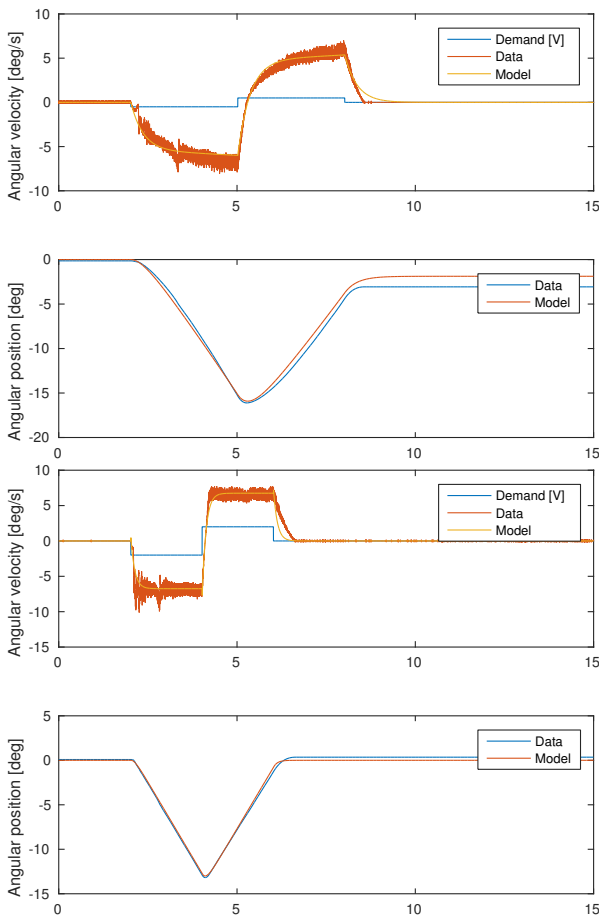 10
5
0
-5
-10
Angular velocity [deg/s]
Demand [V]
Data
Model
0 5 10 15
0
-5
-10
-15
-20
Angular position [deg]
Data
Model
0 5 10 15
10
5
0
-5
-10
-15
Angular velocity [deg/s]
Demand [V]
Data
Model
0 5 10 15
5
0
-5
-10
-15
Angular position [deg]
Data
Model
0 5 10 15